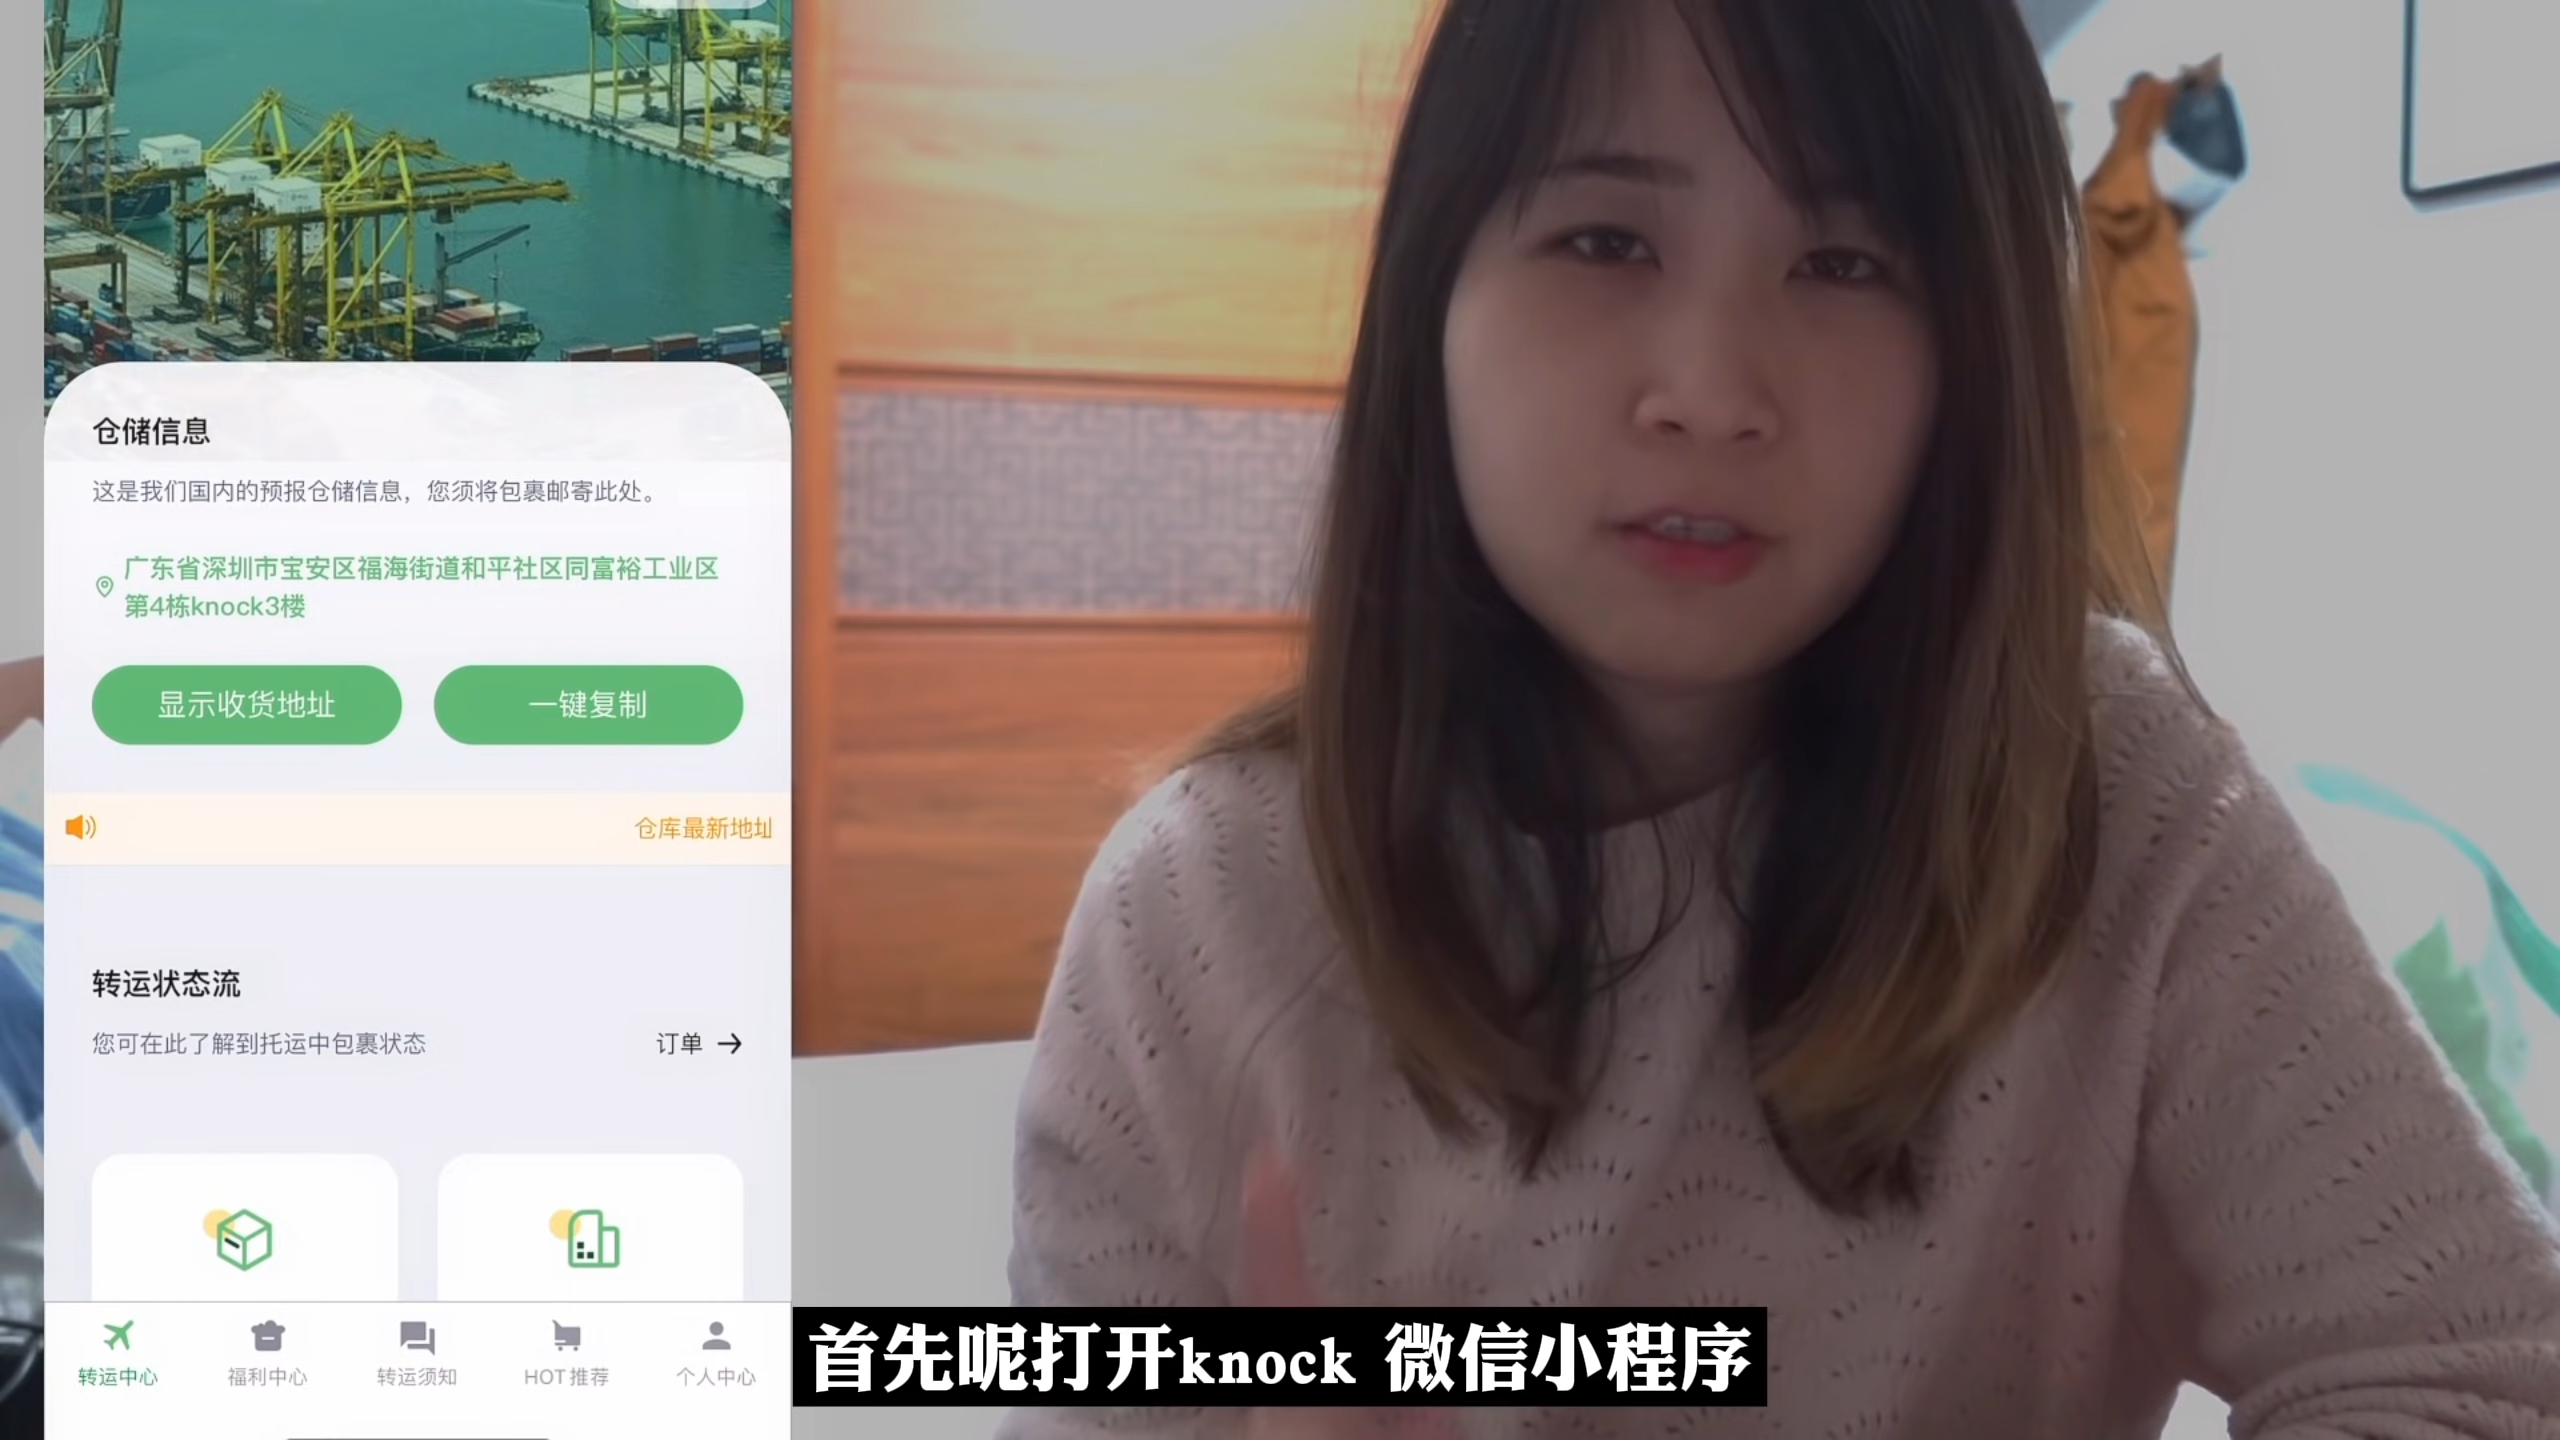 仓储信息
这是我们国内的预报仓储信息，您须将包裹邮寄此处。
广东省深圳市宝安区福海街道和平社区同富裕工业区
第4栋knock3楼
显示收货地址
一键复制
仓库最新地址
转运状态流
您可在此了解到托运中包裹状态
订单
转运中心
福利中心
转运须知
HOT推荐
个人中心
首先呢打开knock 微信小程序